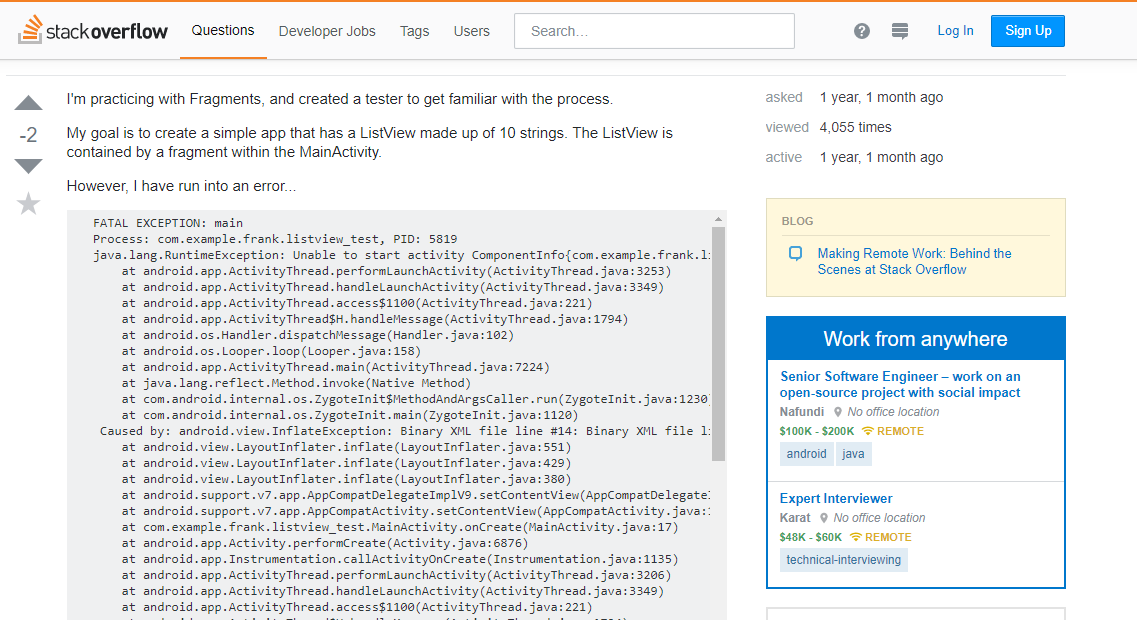 stackoverflow
Questions
Developer Jobs
Tags
Users
Search...
Log In
Sign Up
-2
I'm practicing with Fragments, and created a tester to get familiar with the process.
My goal is to create a simple app that has a ListView made up of 10 strings. The ListView is
contained by a fragment within the MainActivity.
However, I have run into an error...
FATAL EXCEPTION: main
Process: com.example.frank.listview_test, PID: 5819
java.lang.RuntimeException: Unable to start activity ComponentInfo{com.example.frank.li
at android.app.ActivityThread.performLaunchActivity(ActivityThread.java:3253)
at android.app.ActivityThread.handleLaunchActivity(ActivityThread.java:3349)
at android.app.ActivityThread.access$1100(ActivityThread.java:221)
at android.app.ActivityThread$H.handleMessage(ActivityThread.java:1794)
at android.os.Handler.dispatchMessage(Handler.java:102)
at android.os.Looper.loop(Looper.java:158)
at android.app.ActivityThread.main(ActivityThread.java:7224)
at java.lang.reflect.Method.invoke(Native Method)
at com.android.internal.os.ZygoteInit$MethodAndArgsCaller.run(ZygoteInit.java:1230
at com.android.internal.os.ZygoteInit.main(ZygoteInit.java:1120)
Caused by: android.view.InflateException: Binary XML file line #14: Binary XML file l
at android.view.LayoutInflater.inflate(LayoutInflater.java:551)
at android.view.LayoutInflater.inflate(LayoutInflater.java:429)
at android.view.LayoutInflater.inflate(LayoutInflater.java:380)
at android.support.v7.app.AppCompatDelegateImplV9.setContentView(AppCompatDelegate
at android.support.v7.app.AppCompatActivity.setContentView(AppCompatActivity.java:
at com.example.frank.listview_test.MainActivity.onCreate(MainActivity.java:17)
at android.app.Activity.performCreate(Activity.java:6876)
at android.app.Instrumentation.callActivityOnCreate(Instrumentation.java:1135)
at android.app.ActivityThread.performLaunchActivity(ActivityThread.java:3206)
at android.app.ActivityThread.handleLaunchActivity(ActivityThread.java:3349)
at android.app.ActivityThread.access$1100(ActivityThread.java:221)
asked 1 year, 1 month ago
viewed 4,055 times
active 1 year, 1 month ago
BLOG
Making Remote Work: Behind the
Scenes at Stack Overflow
Work from anywhere
Senior Software Engineer – work on an
open-source project with social impact
Nafundi No office location
$100K - $200K REMOTE
android java
Expert Interviewer
Karat No office location
$48K - $60K REMOTE
technical-interviewing